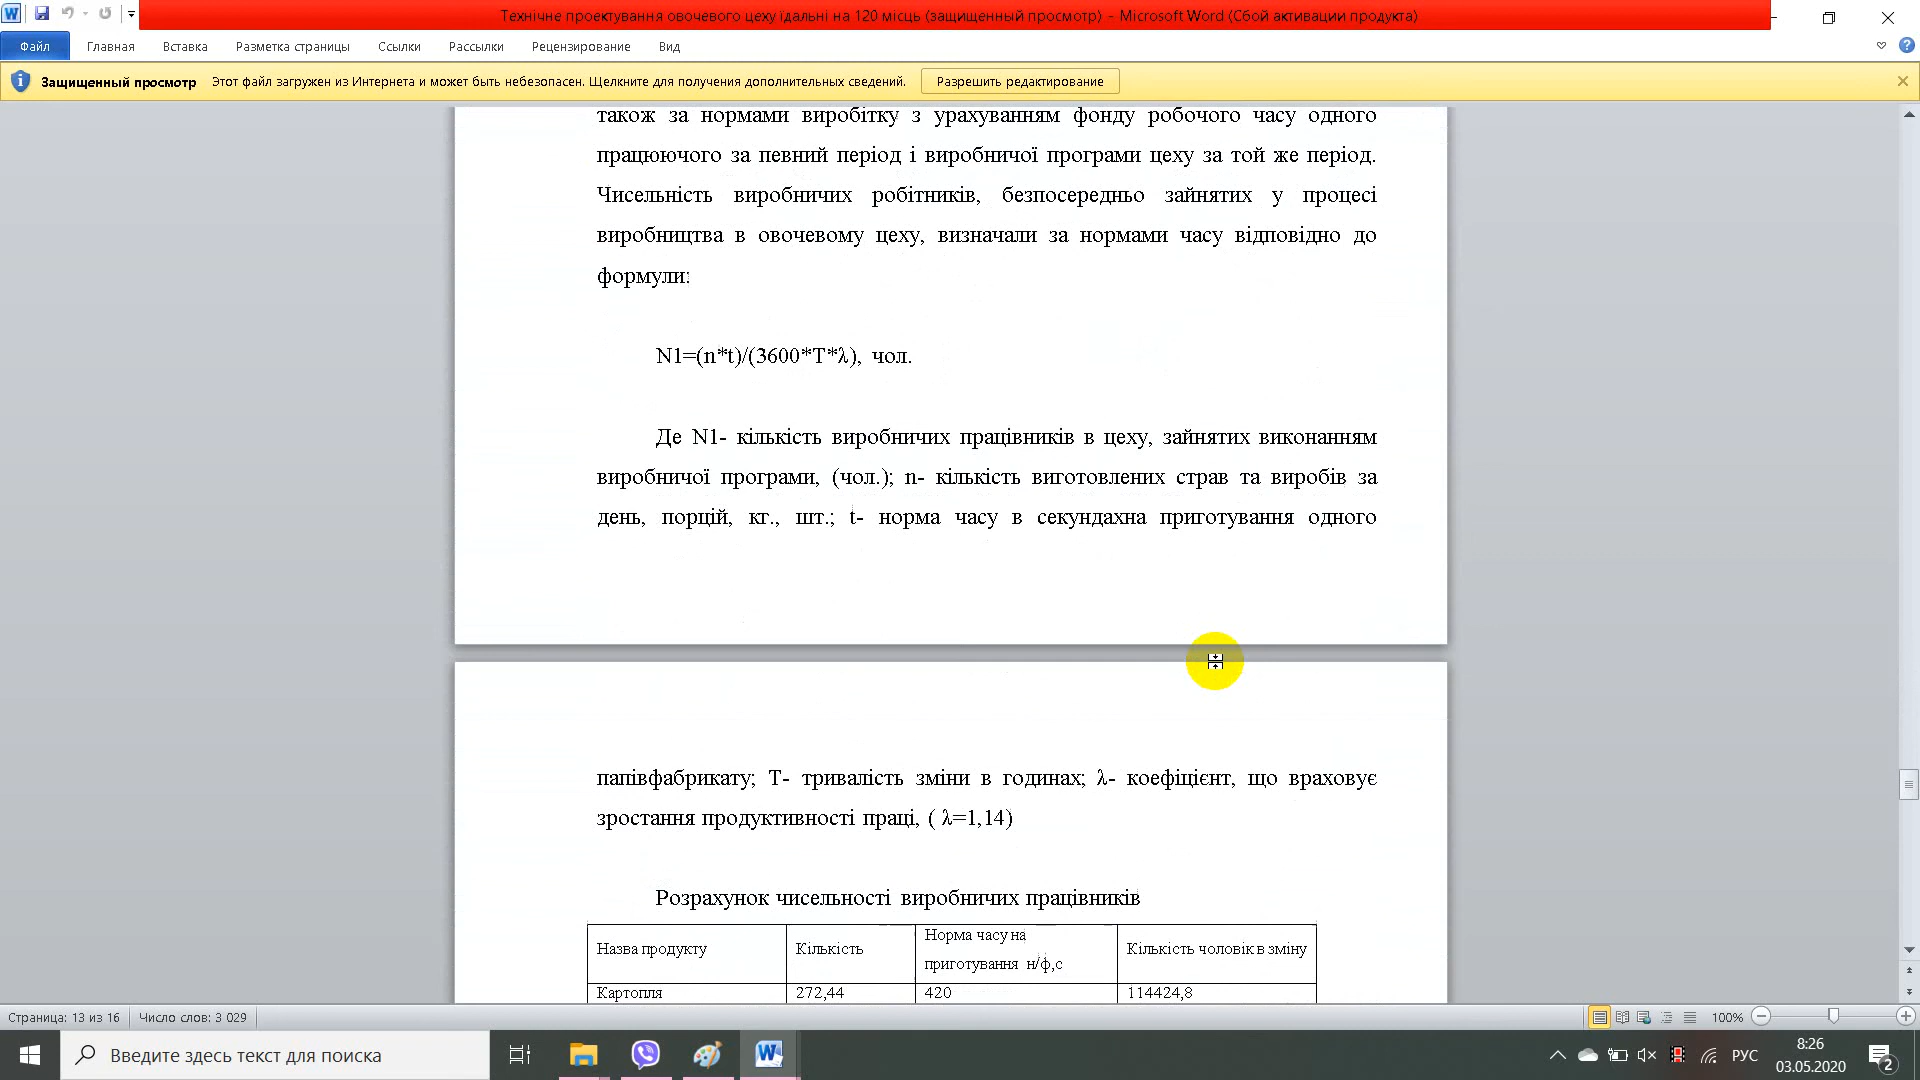 Технічне проектування овочевого цеху їдальні на 120 місць (защищенный просмотр) - Microsoft Word (Сбой активации продукта)
Файл Главная Вставка Разметка страницы Ссылки Рассылки Рецензирование Вид
Защищенный просмотр Этот файл загружен из Интернета и может быть небезопасен. Щелкните для получения дополнительных сведений. Разрешить редактирование
також за нормами виробітку з урахуванням фонду робочого часу одного
працюючого за певний період і виробничої програми цеху за той же період.
Чисельність виробничих робітників, безпосередньо зайнятих у процесі
виробництва в овочевому цеху, визначали за нормами часу відповідно до
формули:
N1=(n*t)/(3600*T*λ), чол.
Де N1- кількість виробничих працівників в цеху, зайнятих виконанням
виробничої програми, (чол.); n- кількість виготовлених страв та виробів за
день, порцій, кг., шт.; t- норма часу в секундахна приготування одного
папівфабрикату; Т- тривалість зміни в годинах; λ- коефіцієнт, що враховує
зростання продуктивності праці, ( λ=1,14)
Розрахунок чисельності виробничих працівників
Назва продукту Кількість Норма часу на приготування н/ф,с Кількість чоловік в зміну
Картопля 272,44 420 114424,8
Страница: 13 из 16 Число слов: 3 029 100%
Введите здесь текст для поиска РУС 8:26
03.05.2020 2